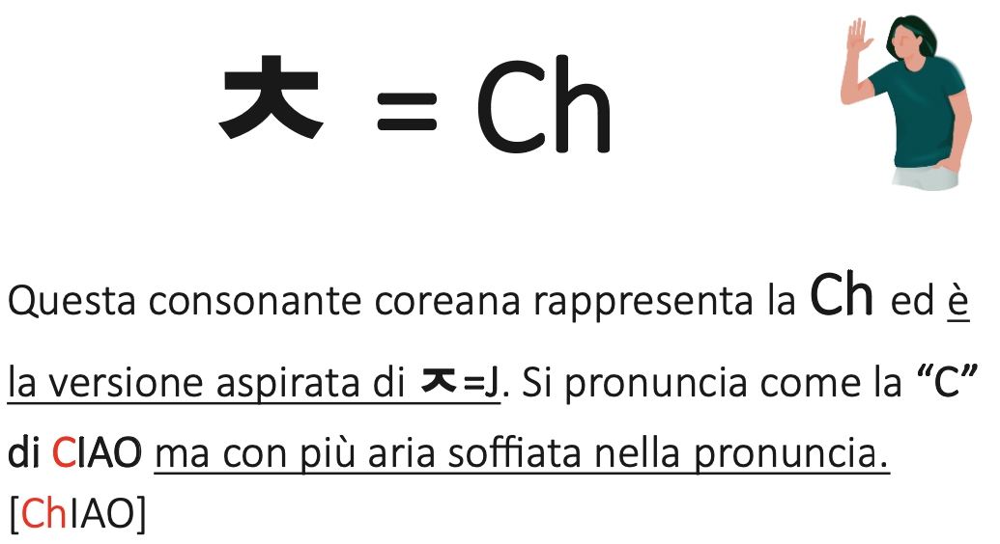 ㅊ = Ch
Questa consonante coreana rappresenta la Ch ed è
la versione aspirata di ㅈ=J. Si pronuncia come la “C”
di CIAO ma con più aria soffiata nella pronuncia.
[ChIAO]